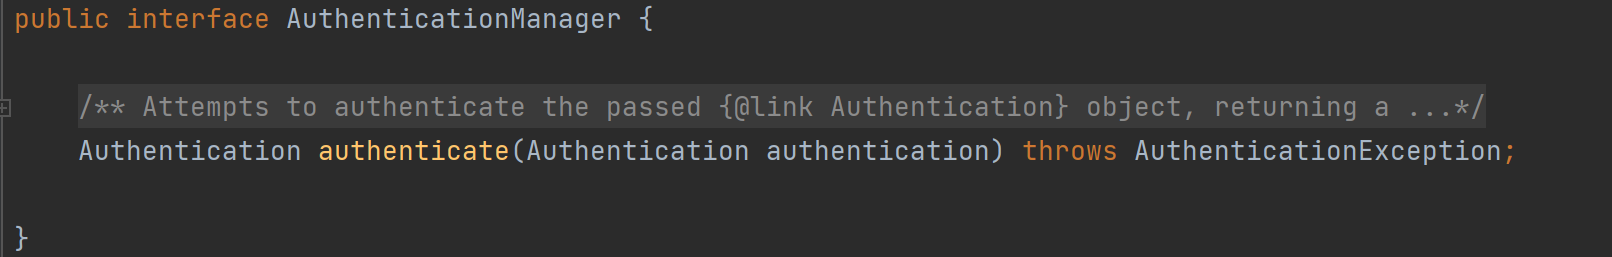 public interface AuthenticationManager {
/** Attempts to authenticate the passed {@link Authentication} object, returning a ...*/
Authentication authenticate(Authentication authentication) throws AuthenticationException;
}